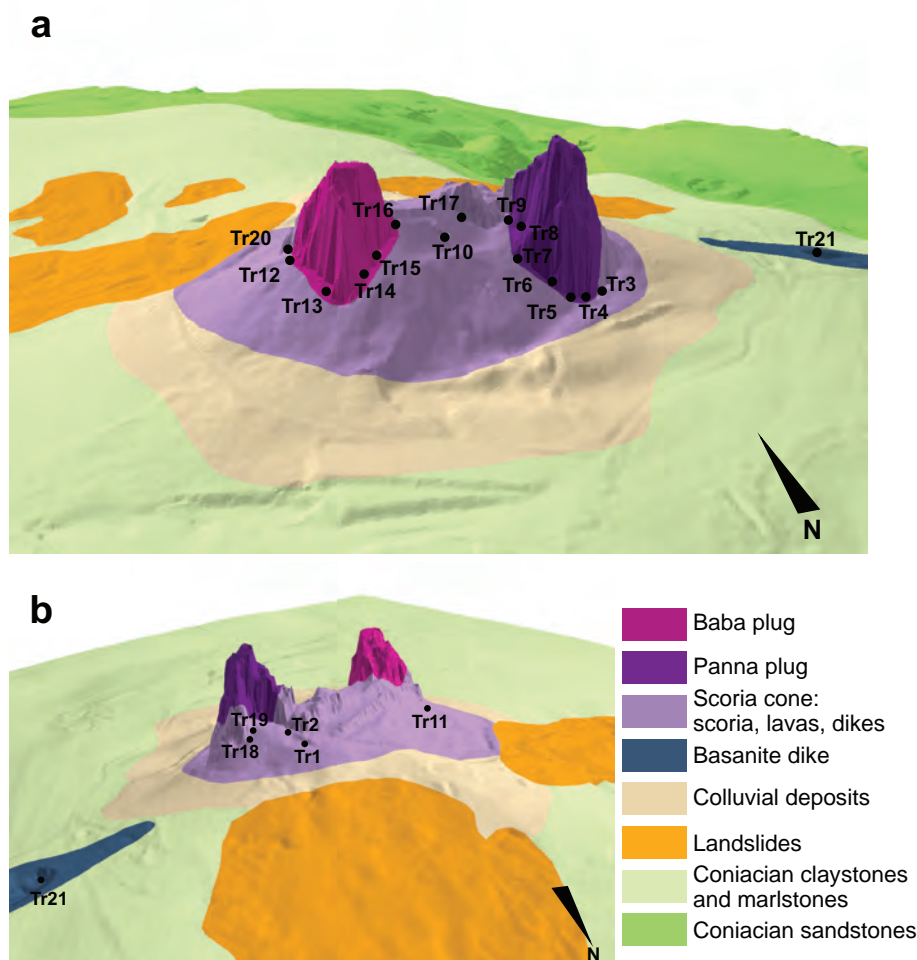 a
Tr17
Tr9
Tr16
Tr8
Tr20
Tr10
Tr21
Tr12
Tr15
Tr7
Tr14
Tr6
Tr3
Tr13
Tr5
Tr4
N
b
Baba plug
Panna plug
Scoria cone:
scoria, lavas, dikes
Basanite dike
Colluvial deposits
Landslides
Coniacian claystones
and marlstones
Coniacian sandstones
Tr19
Tr2
Tr11
Tr18
Tr1
Tr21
N